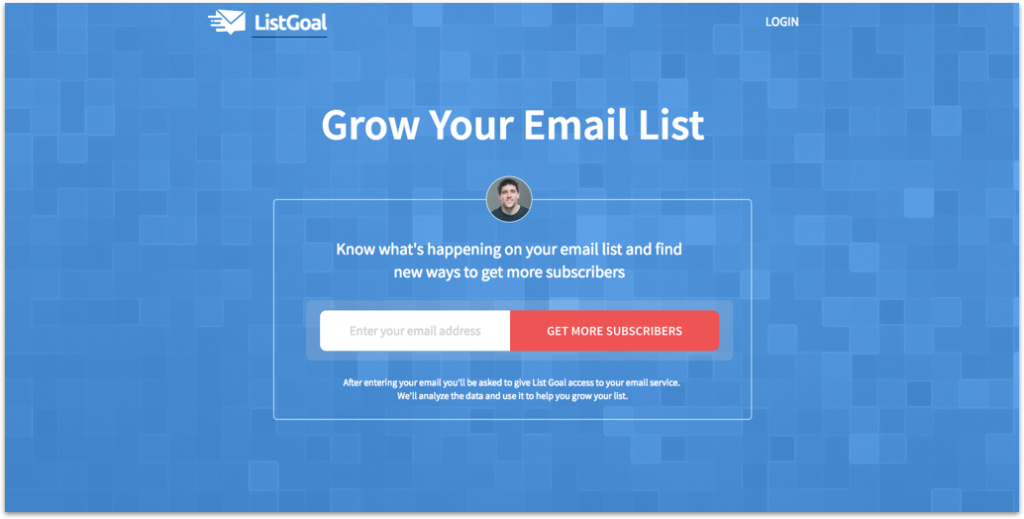 ListGoal
LOGIN
Grow Your Email List
Know what's happening on your email list and find
new ways to get more subscribers
Enter your email address
GET MORE SUBSCRIBERS
After entering your email you'll be asked to give List Goal access to your email service.
We'll analyze the data and use it to help you grow your list.